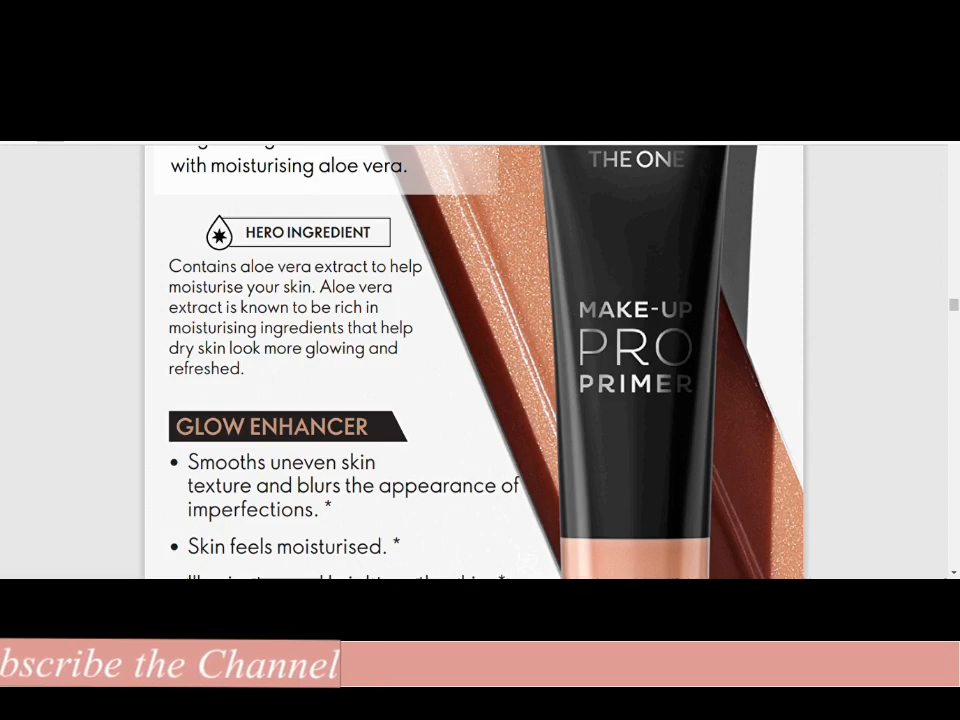 with moisturising aloe vera.
THE ONE
HERO INGREDIENT
Contains aloe vera extract to help
moisturise your skin. Aloe vera
extract is known to be rich in
moisturising ingredients that help
dry skin look more glowing and
refreshed.
MAKE-UP
PRO
PRIMER
GLOW ENHANCER
• Smooths uneven skin
texture and blurs the appearance of
imperfections. *
• Skin feels moisturised. *
bscribe the Channel